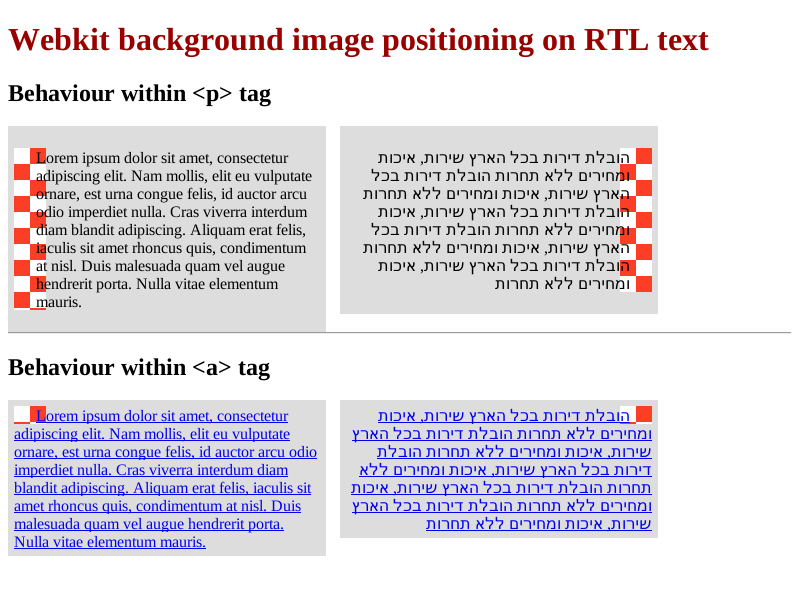 Webkit background image positioning on RTL text
Behaviour within <p> tag
Lorem ipsum dolor sit amet, consectetur
adipiscing elit. Nam mollis, elit eu vulputate
ornare, est urna congue felis, id auctor arcu
odio imperdiet nulla. Cras viverra interdum
diam blandit adipiscing. Aliquam erat felis,
iaculis sit amet rhoncus quis, condimentum
at nisl. Duis malesuada quam vel augue
hendrerit porta. Nulla vitae elementum
mauris.
הובלת דירות בכל הארץ שירות, איכות
ומחירים ללא תחרות הובלת דירות בכל
הארץ שירות, איכות ומחירים ללא תחרות
הובלת דירות בכל הארץ שירות, איכות
ומחירים ללא תחרות הובלת דירות בכל
הארץ שירות, איכות ומחירים ללא תחרות
הובלת דירות בכל הארץ שירות, איכות
ומחירים ללא תחרות
Behaviour within <a> tag
Lorem ipsum dolor sit amet, consectetur
adipiscing elit. Nam mollis, elit eu vulputate
ornare, est urna congue felis, id auctor arcu odio
imperdiet nulla. Cras viverra interdum diam
blandit adipiscing. Aliquam erat felis, iaculis sit
amet rhoncus quis, condimentum at nisl. Duis
malesuada quam vel augue hendrerit porta.
Nulla vitae elementum mauris.
הובלת דירות בכל הארץ שירות, איכות
ומחירים ללא תחרות הובלת דירות בכל הארץ
שירות, איכות ומחירים ללא תחרות הובלת
דירות בכל הארץ שירות, איכות ומחירים ללא
תחרות הובלת דירות בכל הארץ שירות, איכות
ומחירים ללא תחרות הובלת דירות בכל הארץ
שירות, איכות ומחירים ללא תחרות